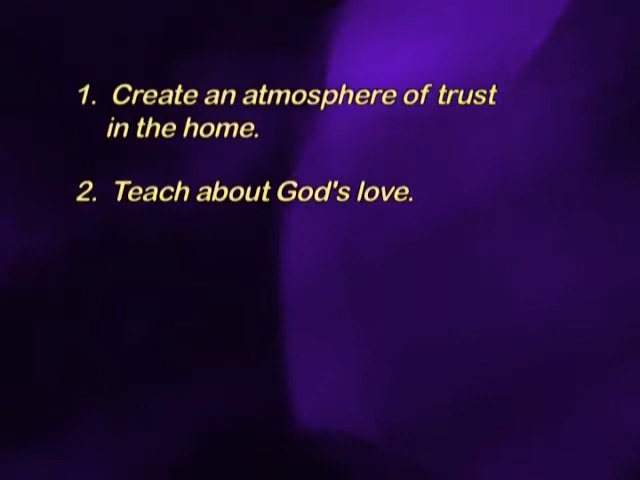 1. Create an atmosphere of trust
in the home.
2. Teach about God's love.